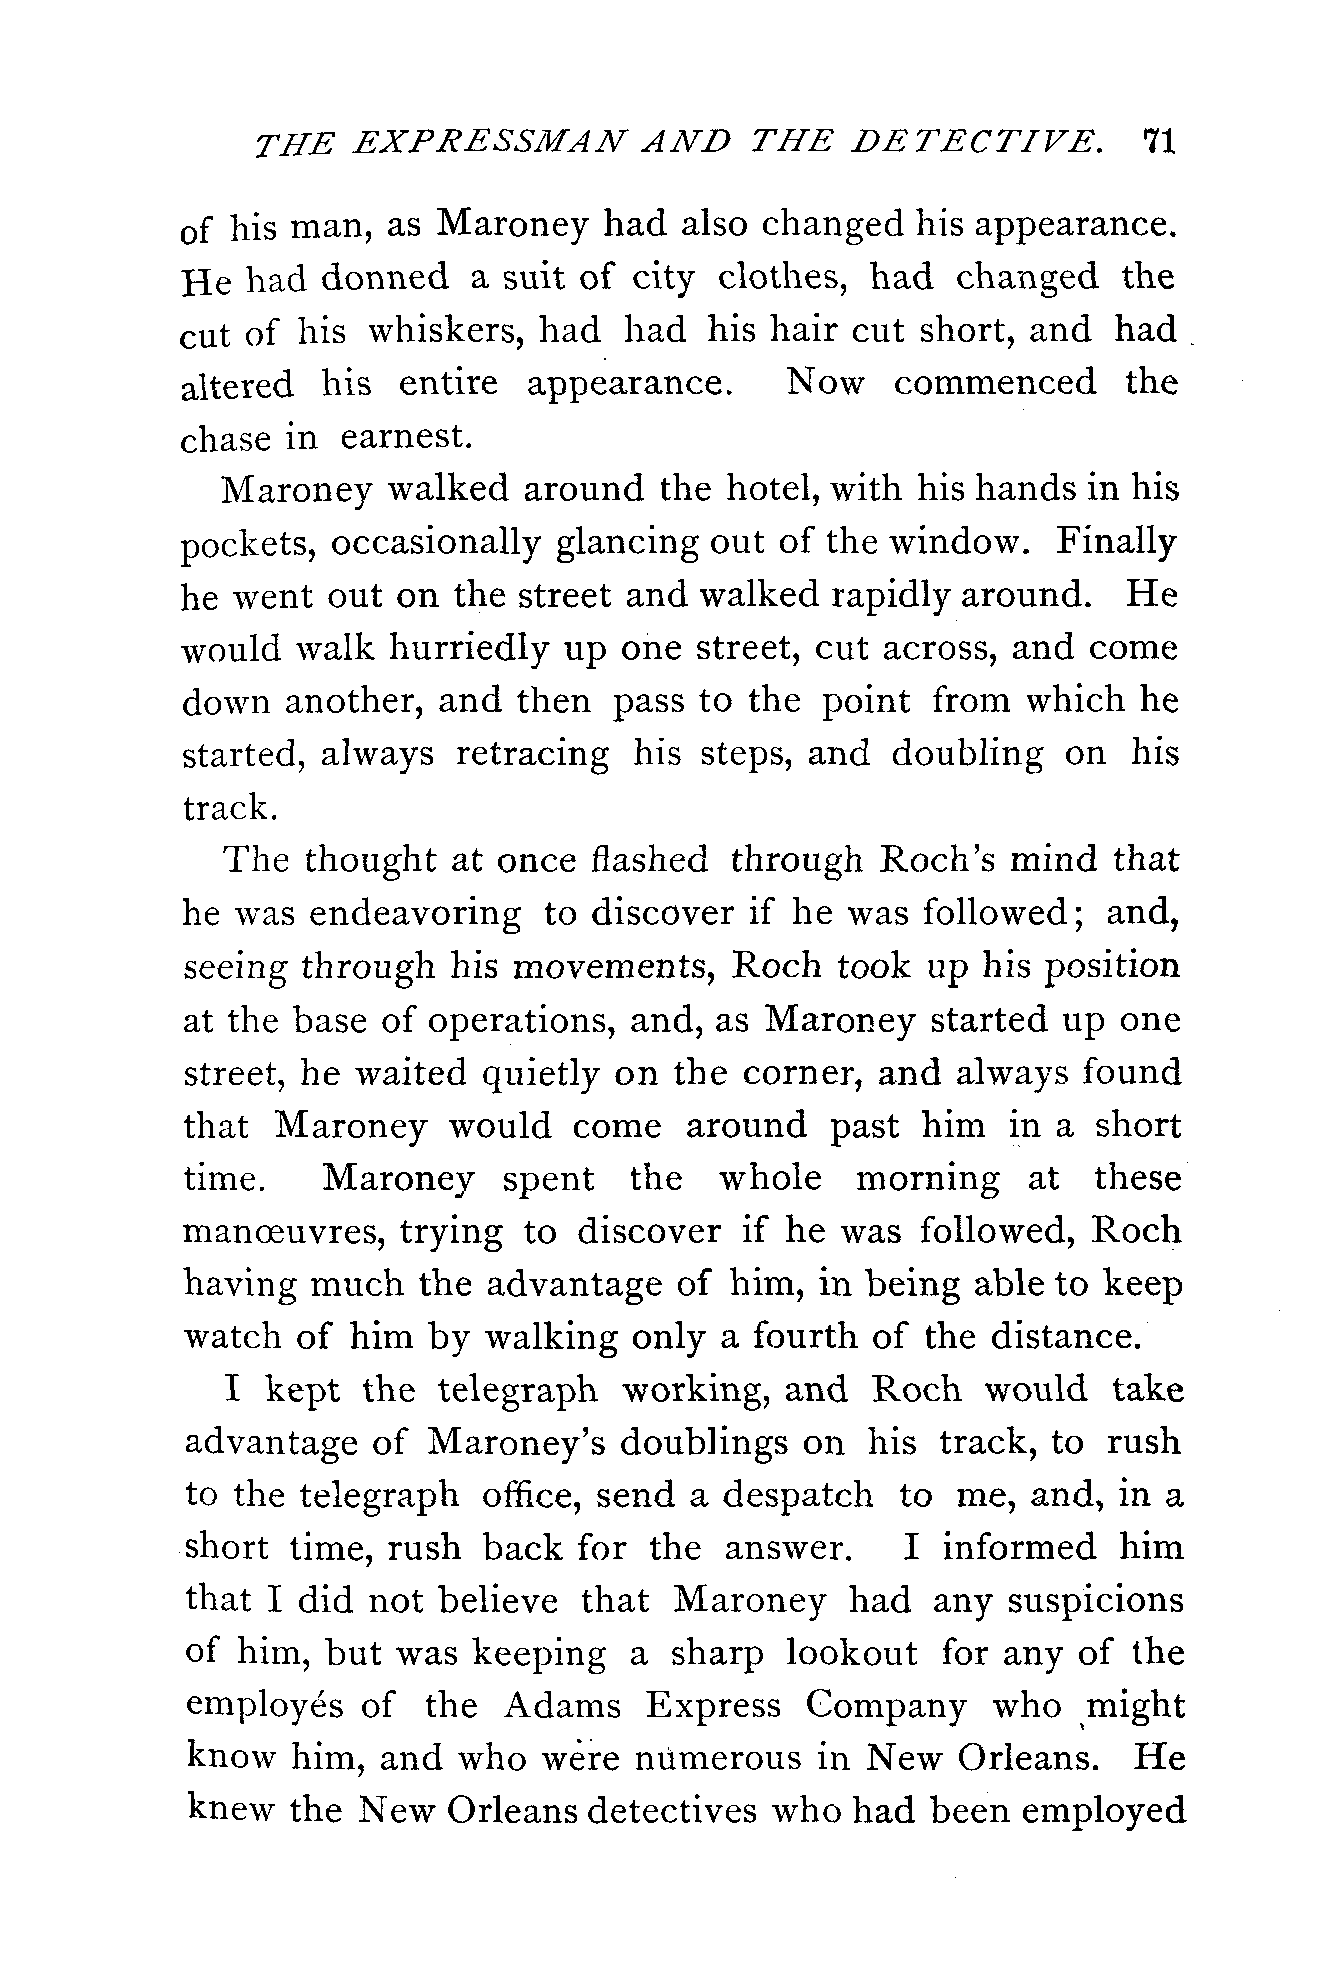 THE EXPRESSMAN AND THE DETECTIVE. 71
of his man, as Maroney had also changed his appearance.
He had donned a suit of city clothes, had changed the
cut of his whiskers, had had his hair cut short, and had
altered his entire appearance. Now commenced the
chase in earnest.
Maroney walked around the hotel, with his hands in his
pockets, occasionally glancing out of the window. Finally
he went out on the street and walked rapidly around. He
would walk hurriedly up one street, cut across, and come
down another, and then pass to the point from which he
started, always retracing his steps, and doubling on his
track.
The thought at once flashed through Roch's mind that
he was endeavoring to discover if he was followed; and,
seeing through his movements, Roch took up his position
at the base of operations, and, as Maroney started up one
street, he waited quietly on the corner, and always found
that Maroney would come around past him in a short
time. Maroney spent the whole morning at these
manœuvres, trying to discover if he was followed, Roch
having much the advantage of him, in being able to keep
watch of him by walking only a fourth of the distance.
I kept the telegraph working, and Roch would take
advantage of Maroney's doublings on his track, to rush
to the telegraph office, send a despatch to me, and, in a
short time, rush back for the answer. I informed him
that I did not believe that Maroney had any suspicions
of him, but was keeping a sharp lookout for any of the
employés of the Adams Express Company who might
know him, and who were numerous in New Orleans. He
knew the New Orleans detectives who had been employed